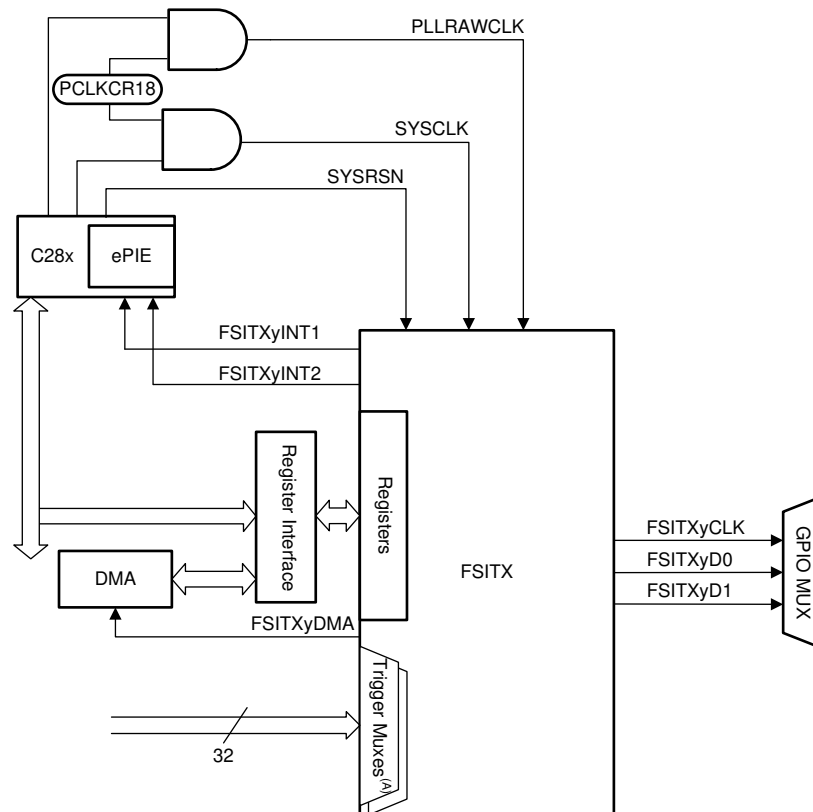 PLLRAWCLK
PCLKCR18
SYSCLK
SYSRSN
C28x
ePIE
FSITXyINT1
FSITXyINT2
Register Interface
Registers
FSITX
FSITXyCLK
FSITXyD0
FSITXyD1
GPIO MUX
DMA
FSITXyDMA
Trigger Muxes(A)
32